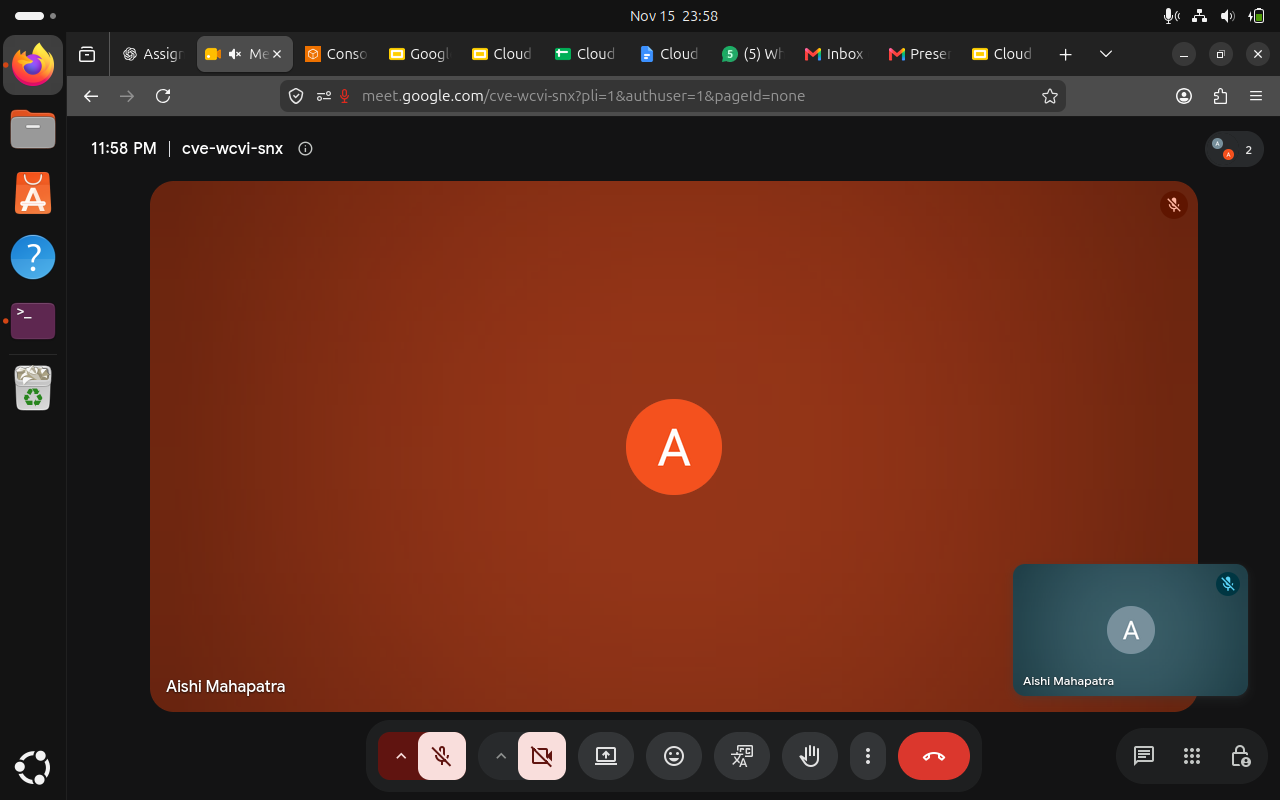 Nov 15 23:58
Assign
Me
Conso
Googl
Cloud
Cloud
Cloud
(5) Wh
Inbox
Preser
Cloud
meet.google.com/cve-wcvi-snx?pli=1&authuser=1&pageId=none
11:58 PM | cve-wcvi-snx
2
A
A
Aishi Mahapatra
Aishi Mahapatra